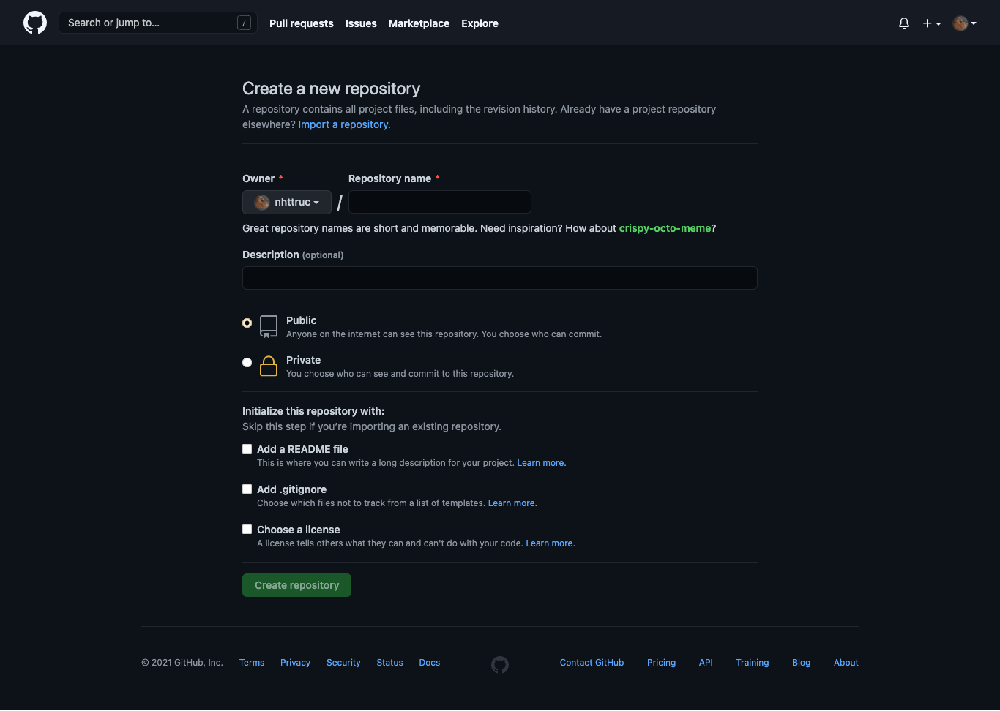 Search or jump to... /
Pull requests Issues Marketplace Explore
Create a new repository
A repository contains all project files, including the revision history. Already have a project repository
elsewhere? Import a repository.
Owner * Repository name *
nhttruc /
Great repository names are short and memorable. Need inspiration? How about crispy-octo-meme?
Description (optional)
Public
Anyone on the internet can see this repository. You choose who can commit.
Private
You choose who can see and commit to this repository.
Initialize this repository with:
Skip this step if you’re importing an existing repository.
Add a README file
This is where you can write a long description for your project. Learn more.
Add .gitignore
Choose which files not to track from a list of templates. Learn more.
Choose a license
A license tells others what they can and can't do with your code. Learn more.
Create repository
© 2021 GitHub, Inc. Terms Privacy Security Status Docs Contact GitHub Pricing API Training Blog About